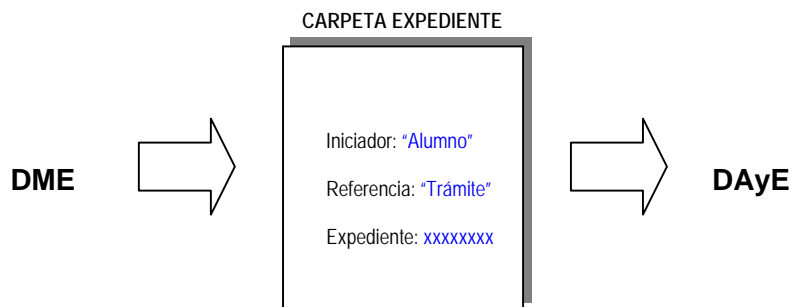 CARPETA EXPEDIENTE
Iniciador: “Alumno”
DME
Referencia: “Trámite”
DAyE
Expediente: xxxxxxxx